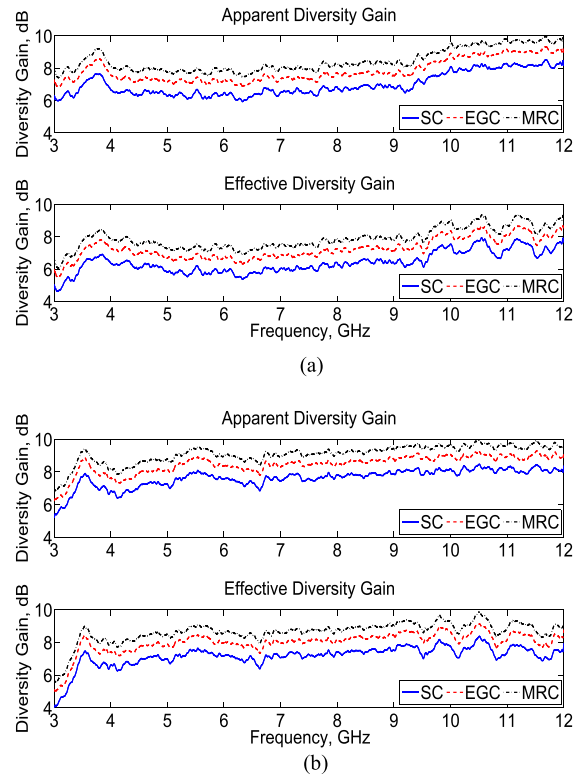 Apparent Diversity Gain
Diversity Gain, dB
10
8
6
4
SC EGC MRC
3 4 5 6 7 8 9 10 11 12
Effective Diversity Gain
Diversity Gain, dB
10
8
6
4
SC EGC MRC
3 4 5 6 7 8 9 10 11 12
Frequency, GHz
(a)
Apparent Diversity Gain
Diversity Gain, dB
10
8
6
4
SC EGC MRC
3 4 5 6 7 8 9 10 11 12
Effective Diversity Gain
Diversity Gain, dB
10
8
6
4
SC EGC MRC
3 4 5 6 7 8 9 10 11 12
Frequency, GHz
(b)